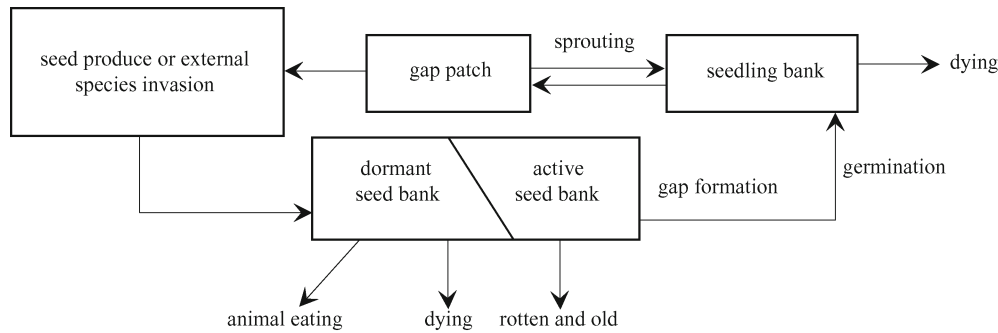 seed produce or external
species invasion
gap patch
sprouting
seedling bank
dying
dormant
seed bank
active
seed bank
gap formation
germination
animal eating
dying
rotten and old